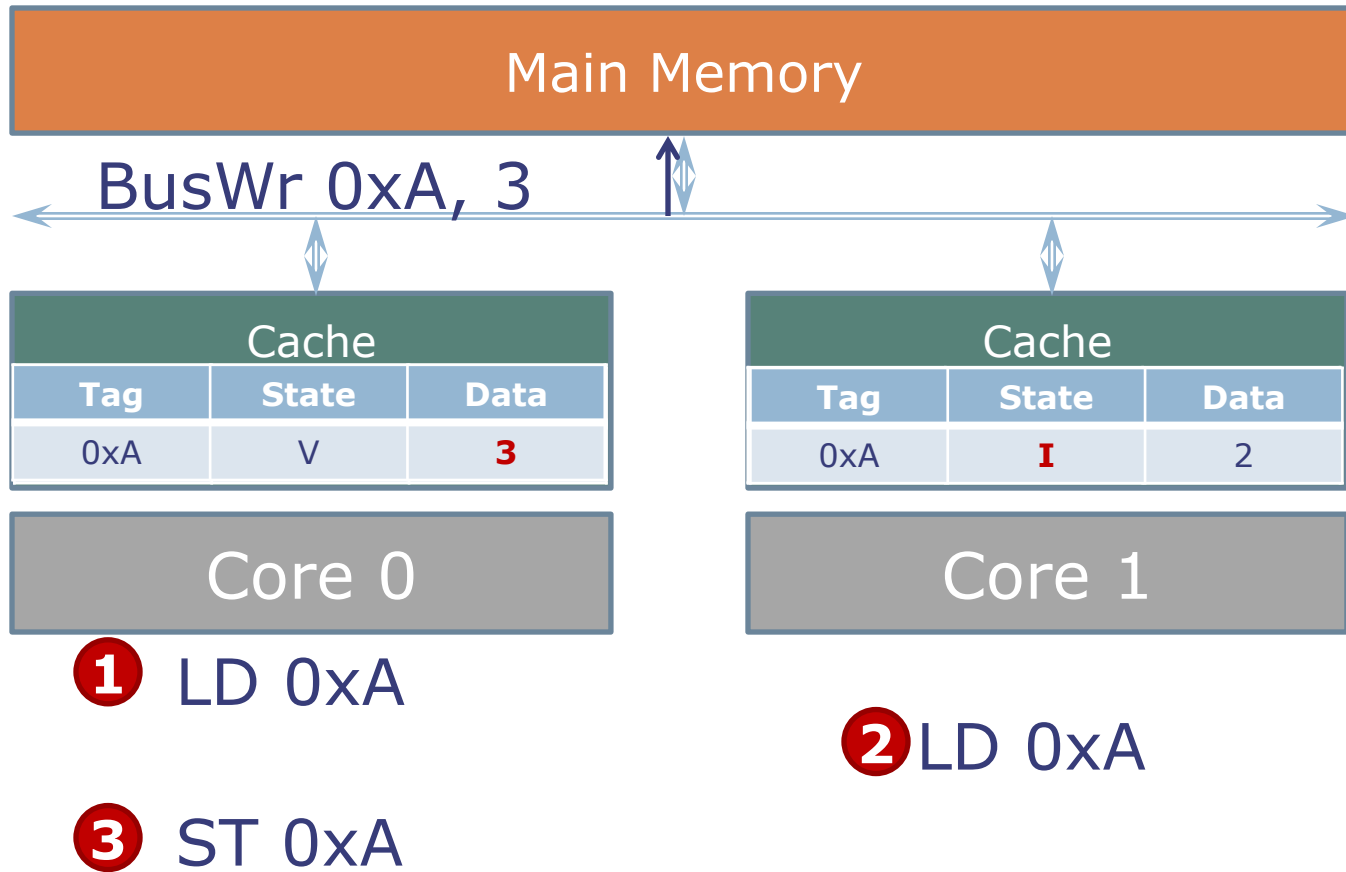 Main Memory
BusWr 0xA, 3
Cache
Tag State Data
0xA V 3
Cache
Tag State Data
0xA I 2
Core 0
Core 1
1 LD 0xA
2 LD 0xA
3 ST 0xA